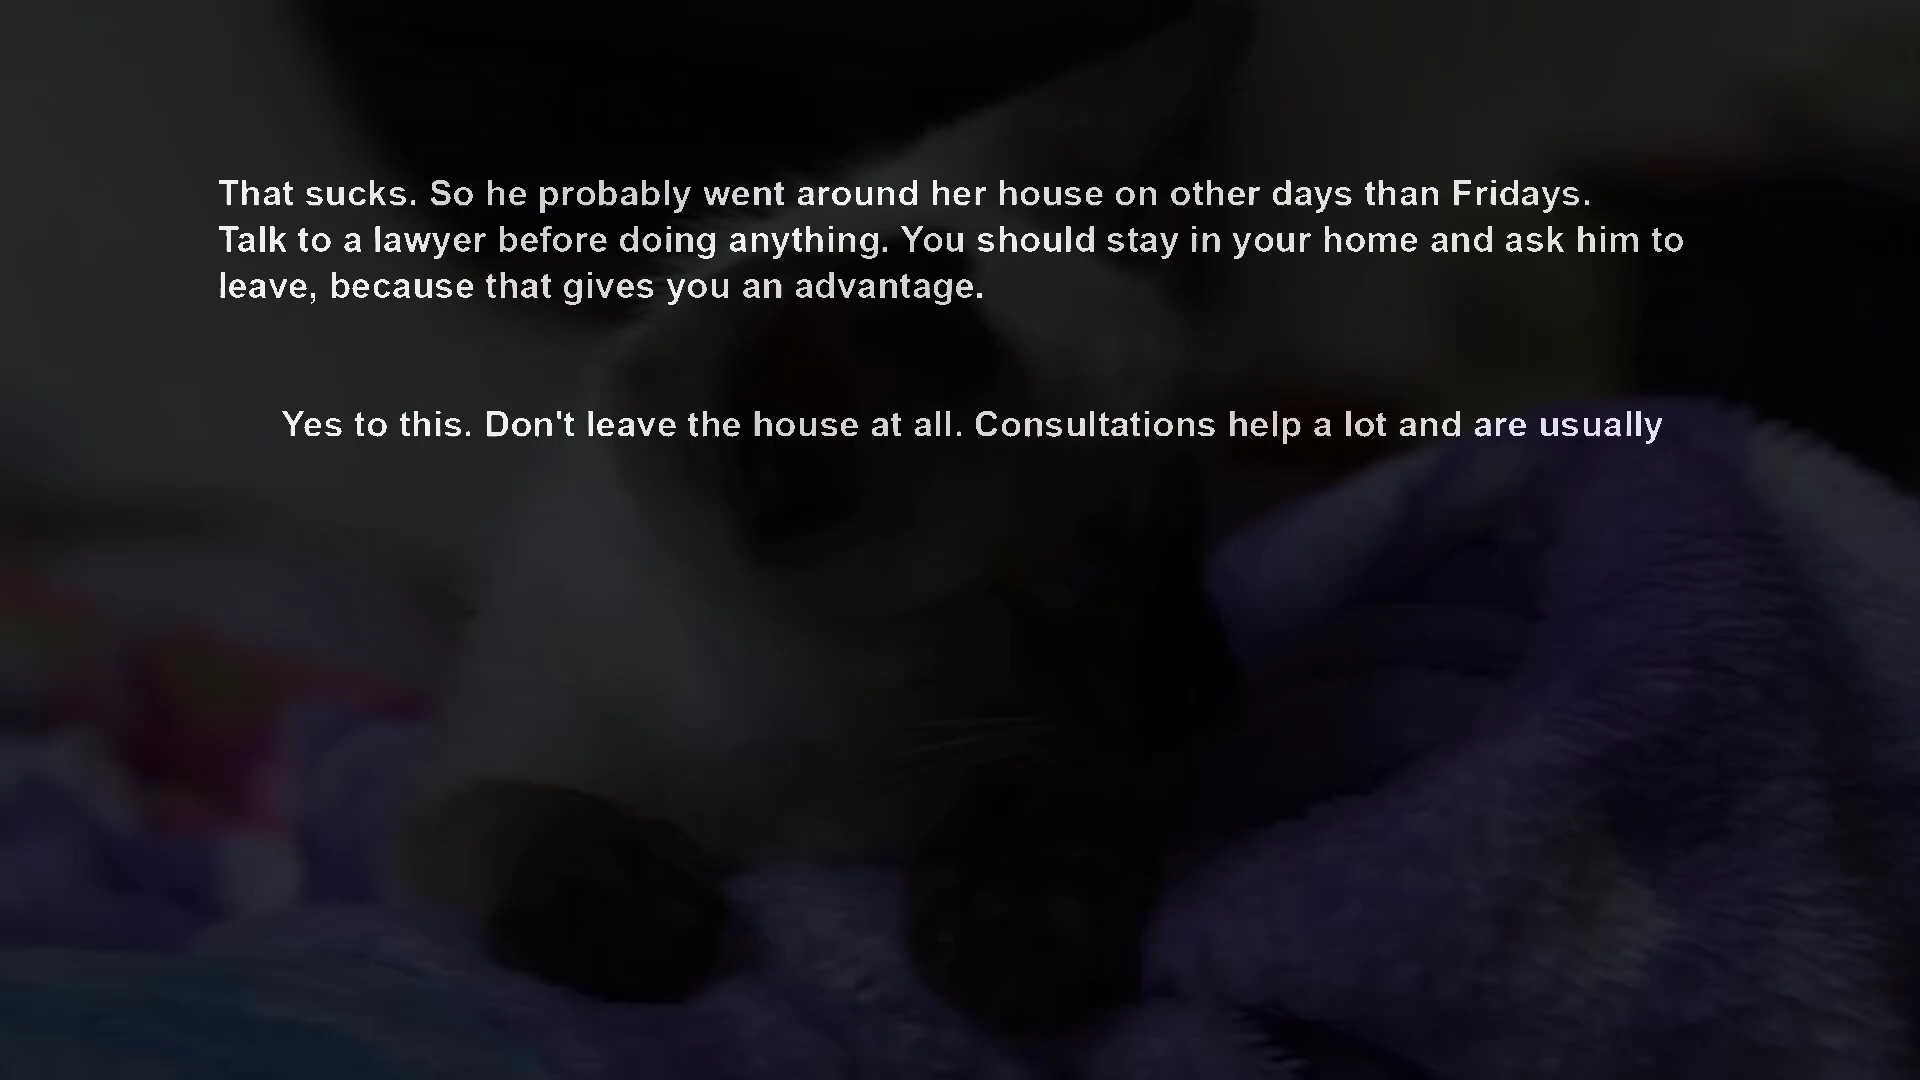 That sucks. So he probably went around her house on other days than Fridays.
Talk to a lawyer before doing anything. You should stay in your home and ask him to
leave, because that gives you an advantage.
Yes to this. Don't leave the house at all. Consultations help a lot and are usually